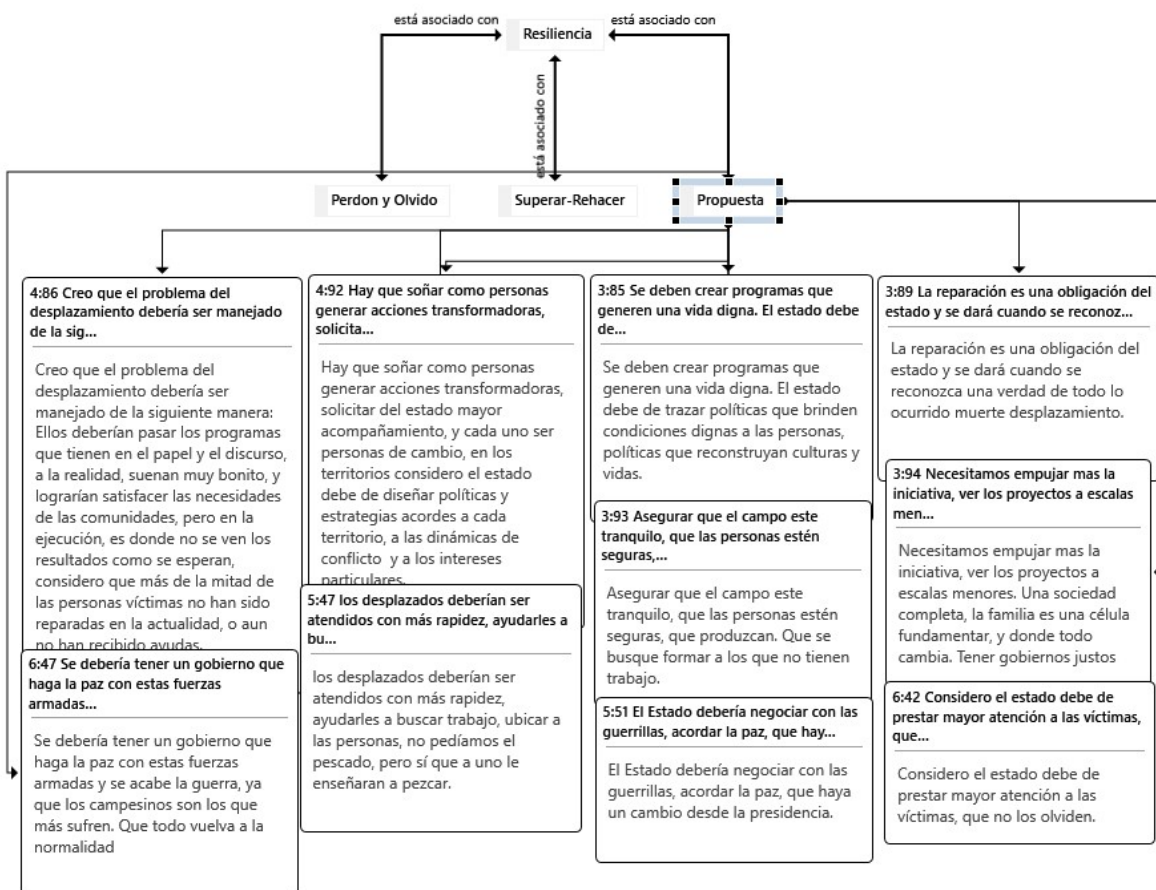 está asociado con
está asociado con
Resiliencia
está asociado con
Perdon y Olvido
Superar-Rehacer
Propuesta
4:86 Creo que el problema del
desplazamiento debería ser manejado
de la sig...
Creo que el problema del
desplazamiento debería ser
manejado de la siguiente manera:
Ellos deberían pasar los programas
que tienen en el papel y el discurso,
a la realidad, suenan muy bonito, y
lograrían satisfacer las necesidades
de las comunidades, pero en la
ejecución, es donde no se ven los
resultados como se esperan,
considero que más de la mitad de
las personas víctimas no han sido
reparadas en la actualidad, o aun
no han recibido ayudas.
6:47 Se debería tener un gobierno que
haga la paz con estas fuerzas
armadas...
Se debería tener un gobierno que
haga la paz con estas fuerzas
armadas y se acabe la guerra, ya
que los campesinos son los que
más sufren. Que todo vuelva a la
normalidad
4:92 Hay que soñar como personas
generar acciones transformadoras,
solicita...
Hay que soñar como personas
generar acciones transformadoras,
solicitar del estado mayor
acompañamiento, y cada uno ser
personas de cambio, en los
territorios considero el estado
debe de diseñar políticas y
estrategias acordes a cada
territorio, a las dinámicas de
conflicto y a los intereses
particulares.
5:47 los desplazados deberían ser
atendidos con más rapidez, ayudarles a
bu...
los desplazados deberían ser
atendidos con más rapidez,
ayudarles a buscar trabajo, ubicar a
las personas, no pedíamos el
pescado, pero sí que a uno le
enseñaran a pezcar.
3:85 Se deben crear programas que
generen una vida digna. El estado debe
de...
Se deben crear programas que
generen una vida digna. El estado
debe de trazar políticas que brinden
condiciones dignas a las personas,
políticas que reconstruyan culturas y
vidas.
3:93 Asegurar que el campo este
tranquilo, que las personas estén
seguras,...
Asegurar que el campo este
tranquilo, que las personas estén
seguras, que produzcan. Que se
busque formar a los que no tienen
trabajo.
5:51 El Estado debería negociar con las
guerrillas, acordar la paz, que hay...
El Estado debería negociar con las
guerrillas, acordar la paz, que haya
un cambio desde la presidencia.
3:89 La reparación es una obligación del
estado y se dará cuando se reconoz...
La reparación es una obligación del
estado y se dará cuando se
reconozca una verdad de todo lo
ocurrido muerte desplazamiento.
3:94 Necesitamos empujar mas la
iniciativa, ver los proyectos a escalas
men...
Necesitamos empujar mas la
iniciativa, ver los proyectos a
escalas menores. Una sociedad
completa, la familia es una célula
fundamentar, y donde todo
cambia. Tener gobiernos justos
6:42 Considero el estado debe de
prestar mayor atención a las víctimas,
que...
Considero el estado debe de
prestar mayor atención a las
víctimas, que no los olviden.